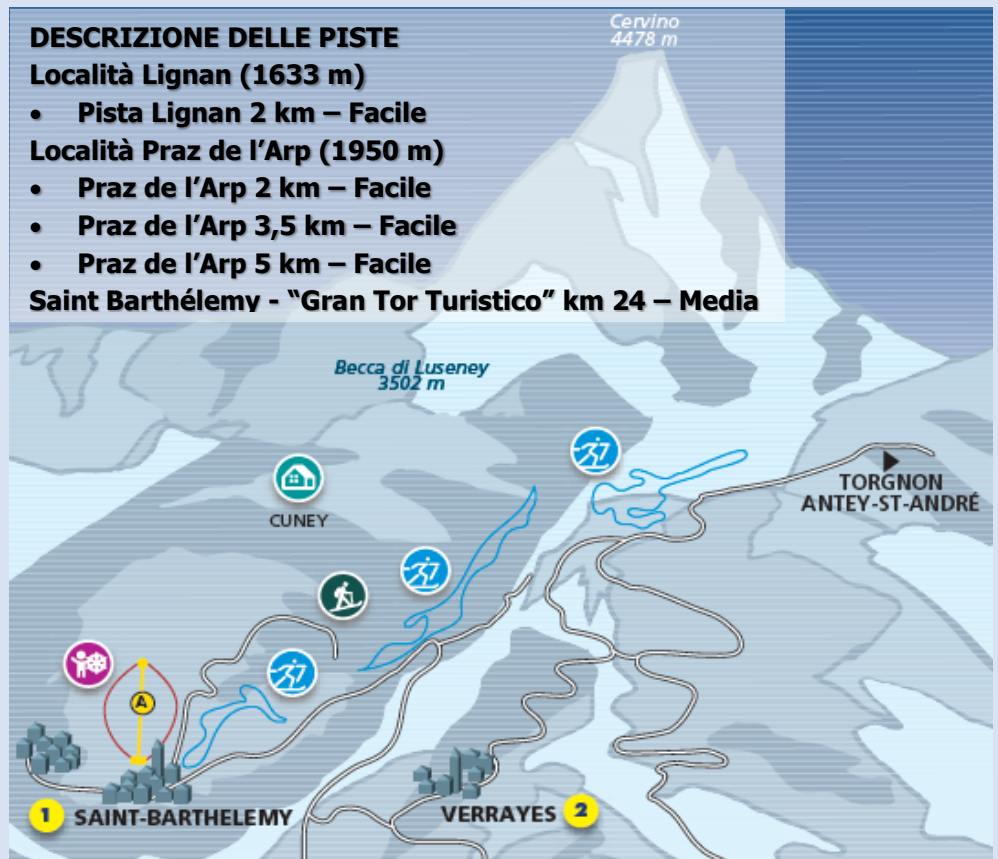 DESCRIZIONE DELLE PISTE
Località Lignan (1633 m)
• Pista Lignan 2 km – Facile
Località Praz de l’Arp (1950 m)
• Praz de l’Arp 2 km – Facile
• Praz de l’Arp 3,5 km – Facile
• Praz de l’Arp 5 km – Facile
Saint Barthélemy - “Gran Tor Turistico” km 24 – Media
Cervino
4478 m
Becca di Luseney
3502 m
CUNEY
TORGNON
ANTEY-ST-ANDRÉ
A
1 SAINT-BARTHELEMY
VERRAYES 2